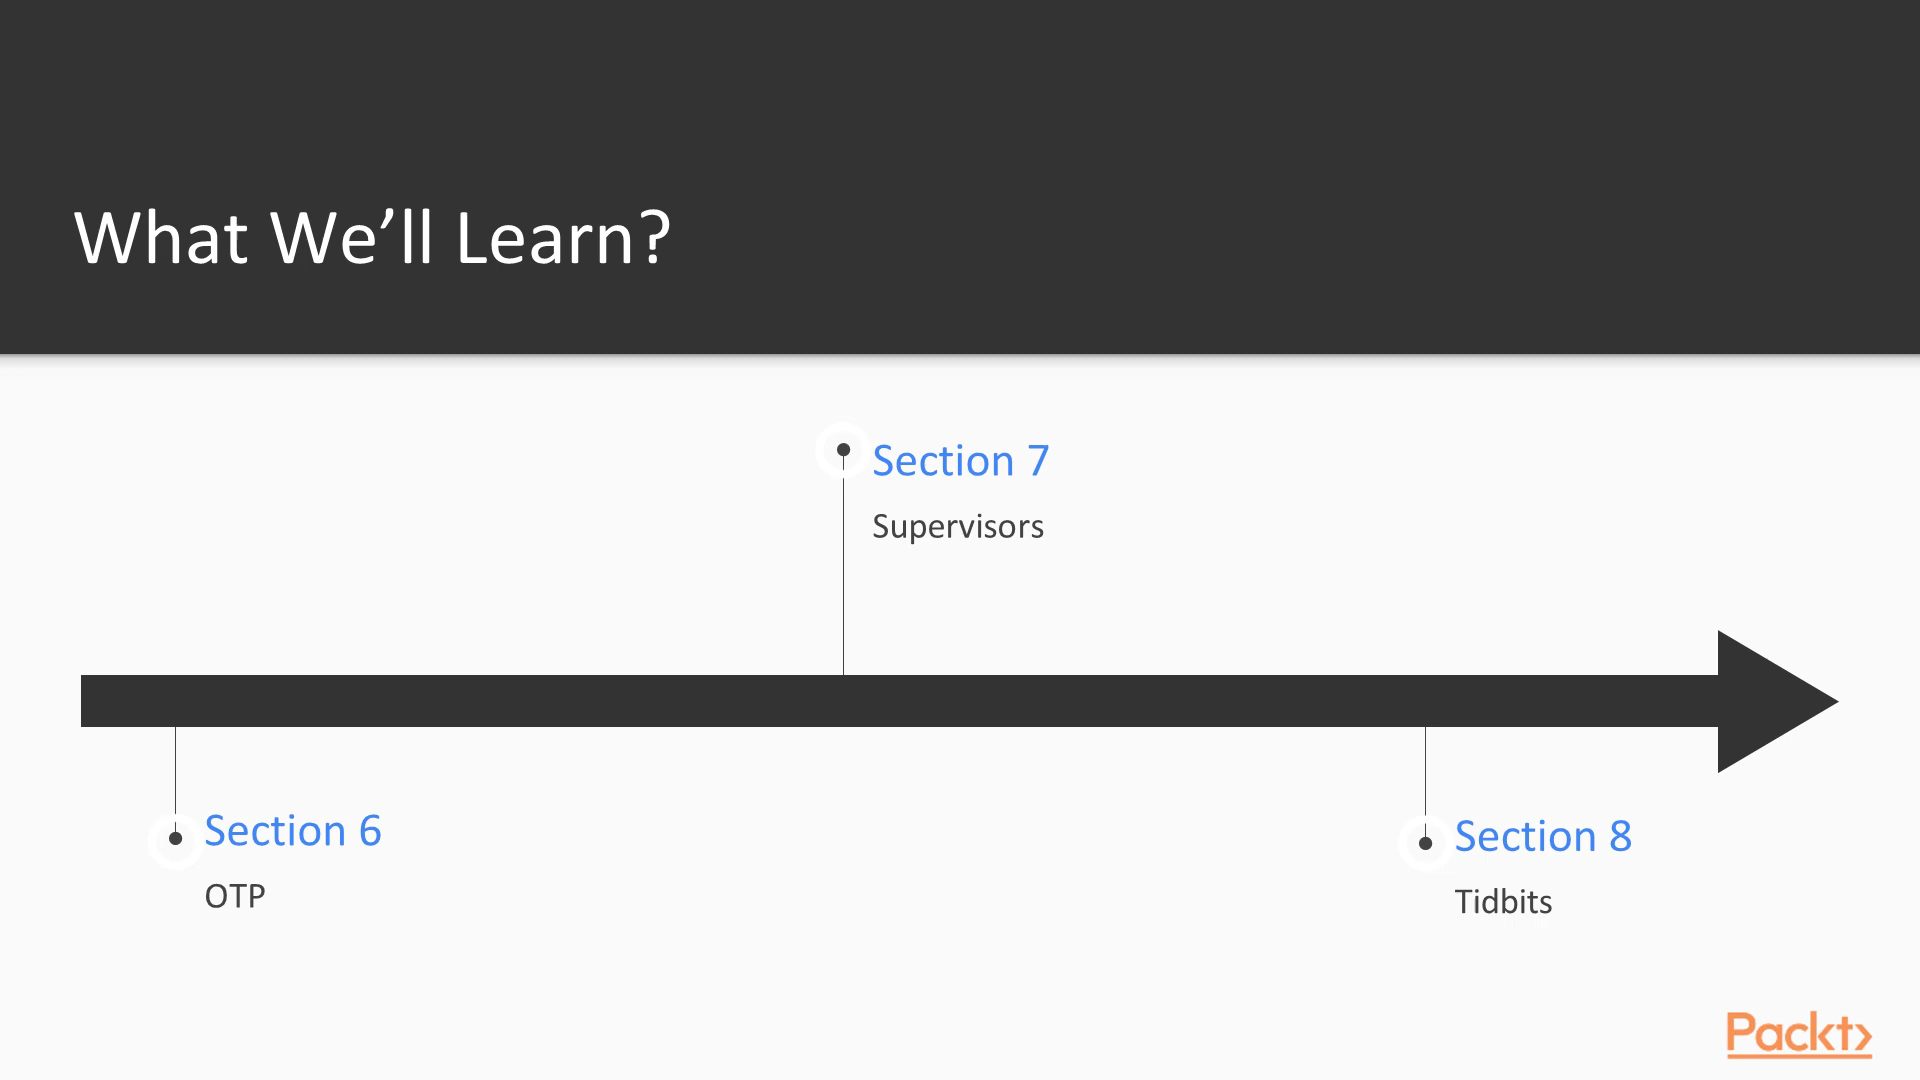 What We’ll Learn?
Section 7
Supervisors
Section 6
OTP
Section 8
Tidbits
Packt>